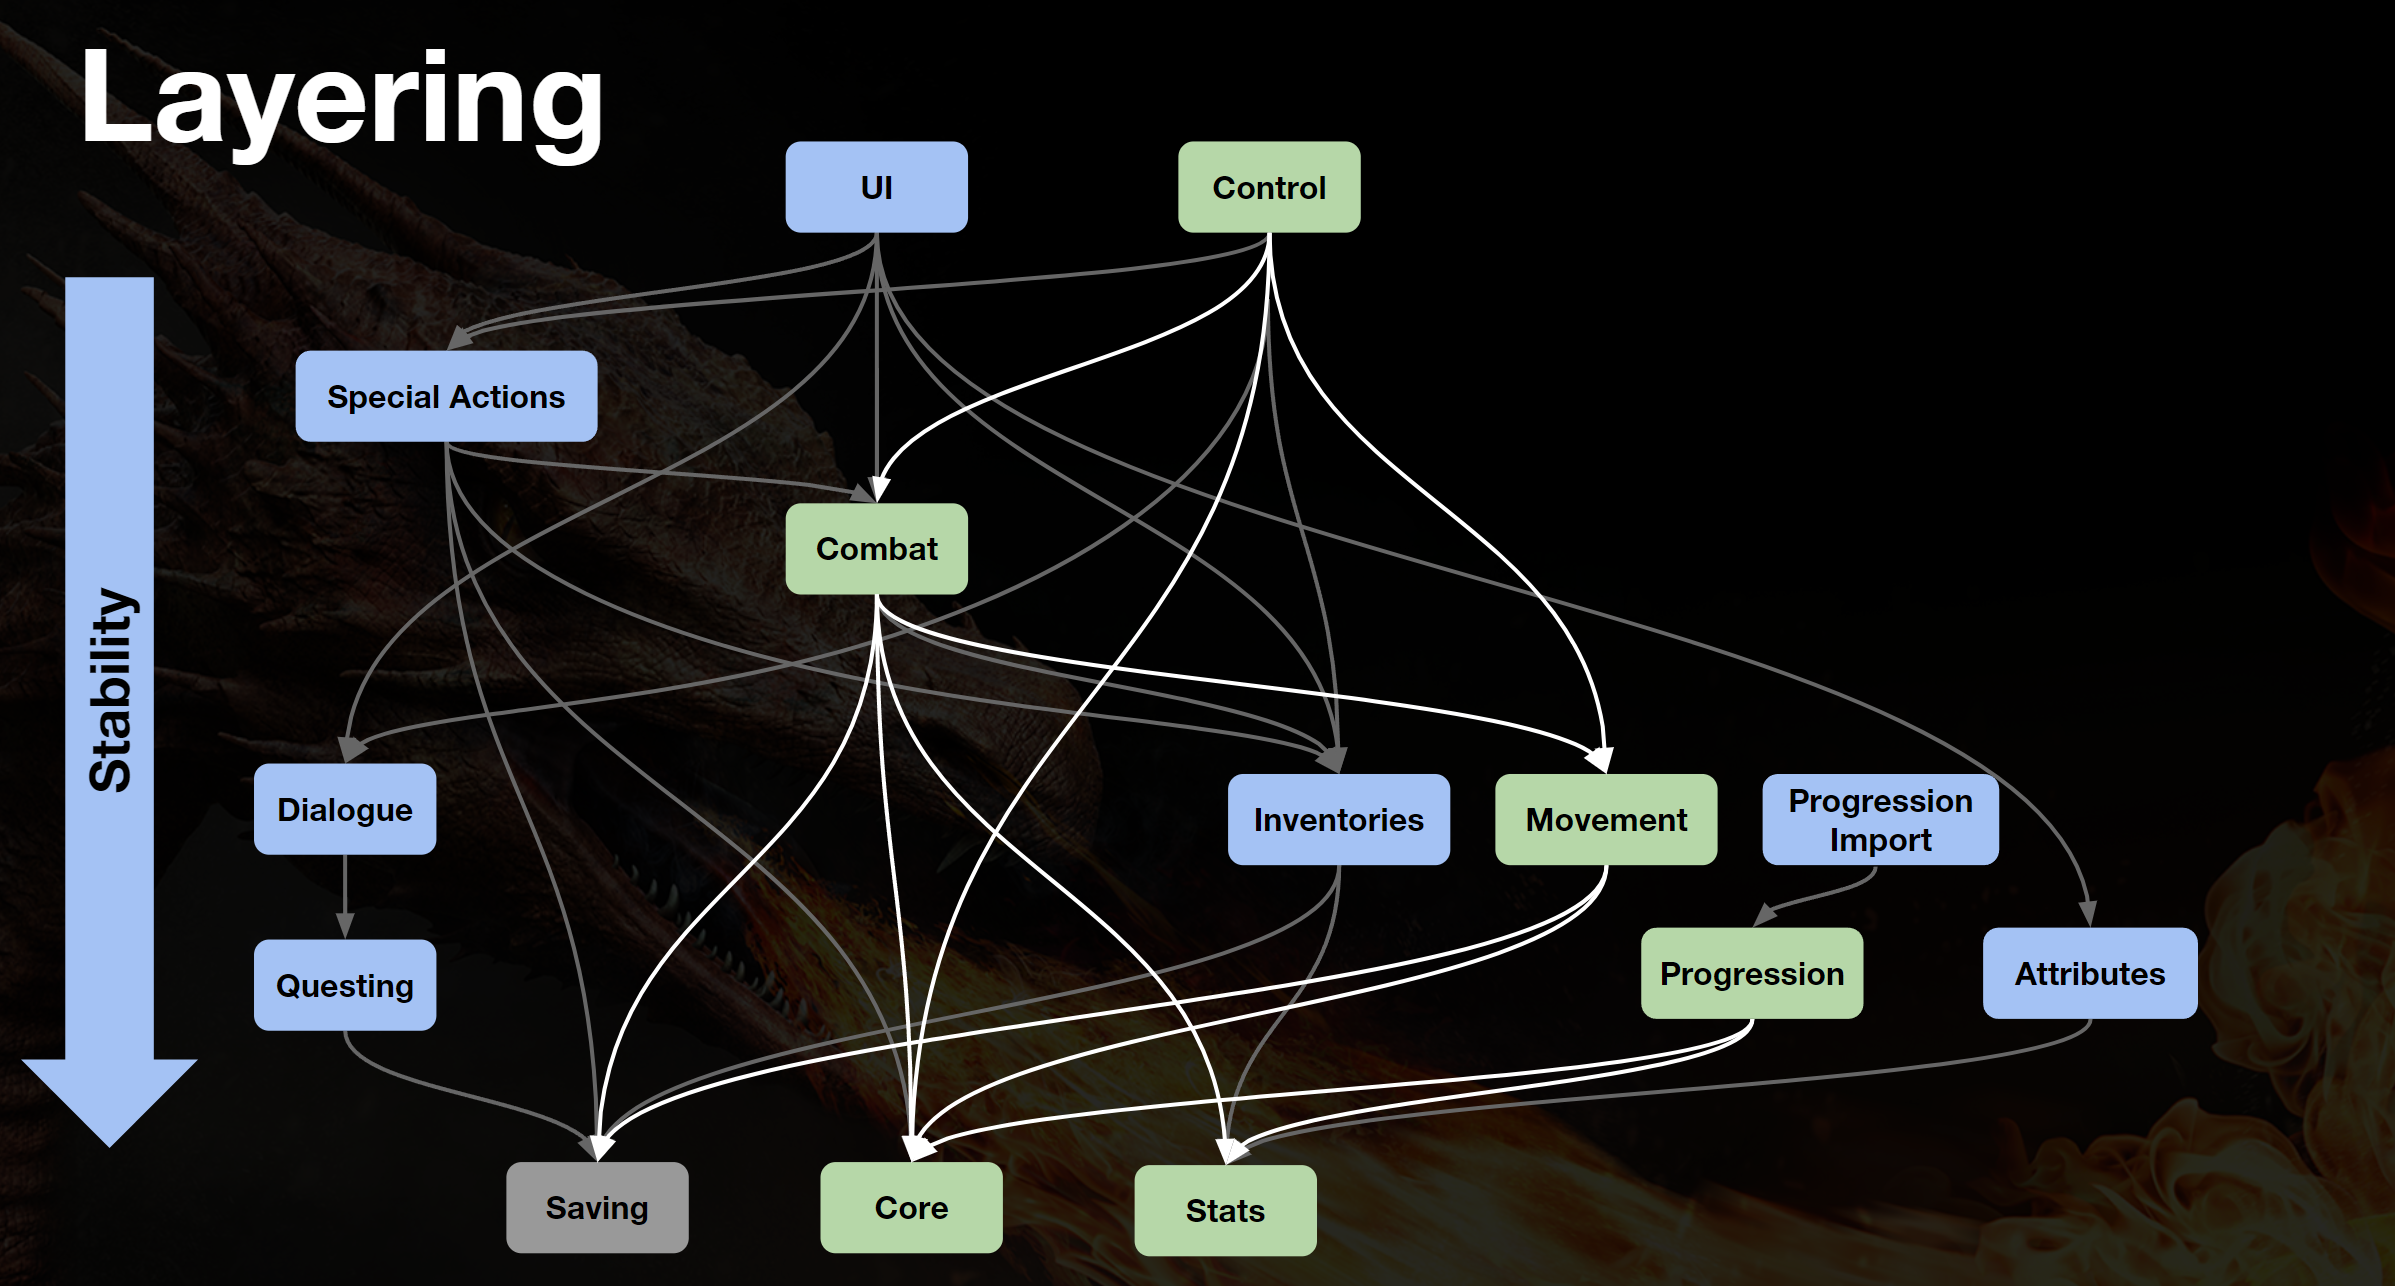 Layering
UI
Control
Special Actions
Combat
Stability
Dialogue
Inventories
Movement
Progression
Import
Questing
Progression
Attributes
Saving
Core
Stats